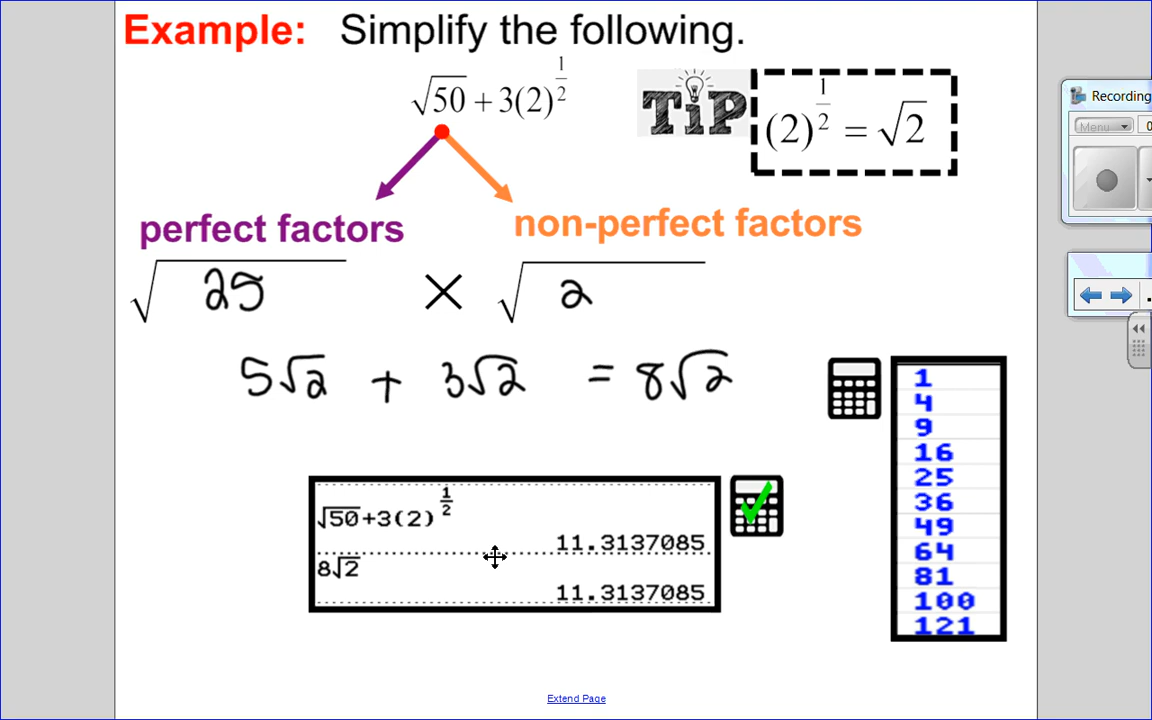 Example: Simplify the following.
√50 + 3(2)^(1/2)
TiP
(2)^(1/2) = √2
Recording
Menu
0
perfect factors
non-perfect factors
√25 × √2
5√2 + 3√2 = 8√2
1
4
9
16
25
36
49
64
81
100
121
√50+3(2)^(1/2)
11.3137085
8√2
11.3137085
Extend Page